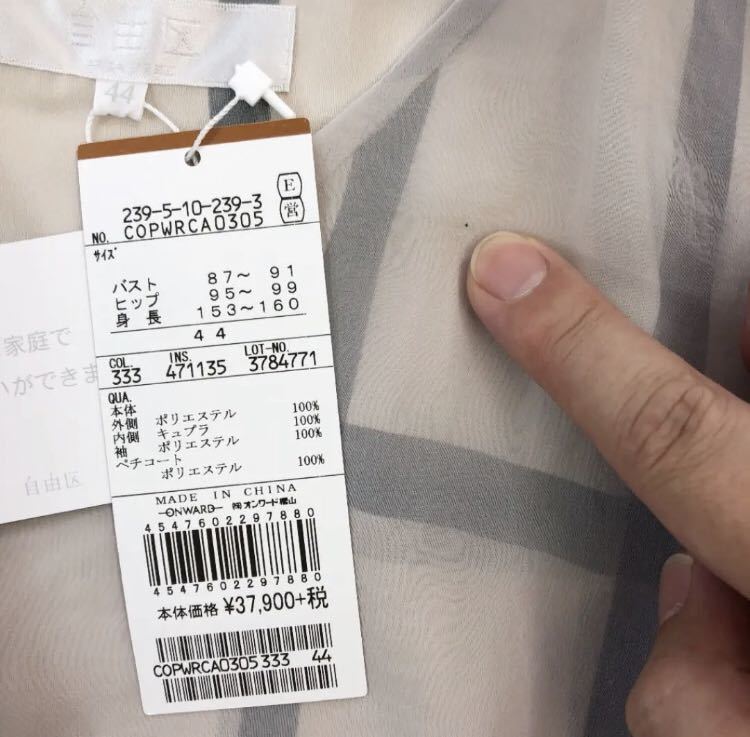 自由区
44
239-5-10-239-3
E
営
NO. COPWRCA0305
サイズ
バスト 87～ 91
ヒップ 95～ 99
身長 153～160
44
COL. INS. LOT-NO.
333 471135 3784771
QUA.
本体
外側 ポリエステル 100%
内側 キュプラ 100%
袖 ポリエステル 100%
ペチコート
ポリエステル 100%
MADE IN CHINA
ONWARD ㈱オンワード樫山
4547602297880
4547602297880
本体価格 ¥37,900+税
COPWRCA0305 333 44
家庭で
いができま
自由区